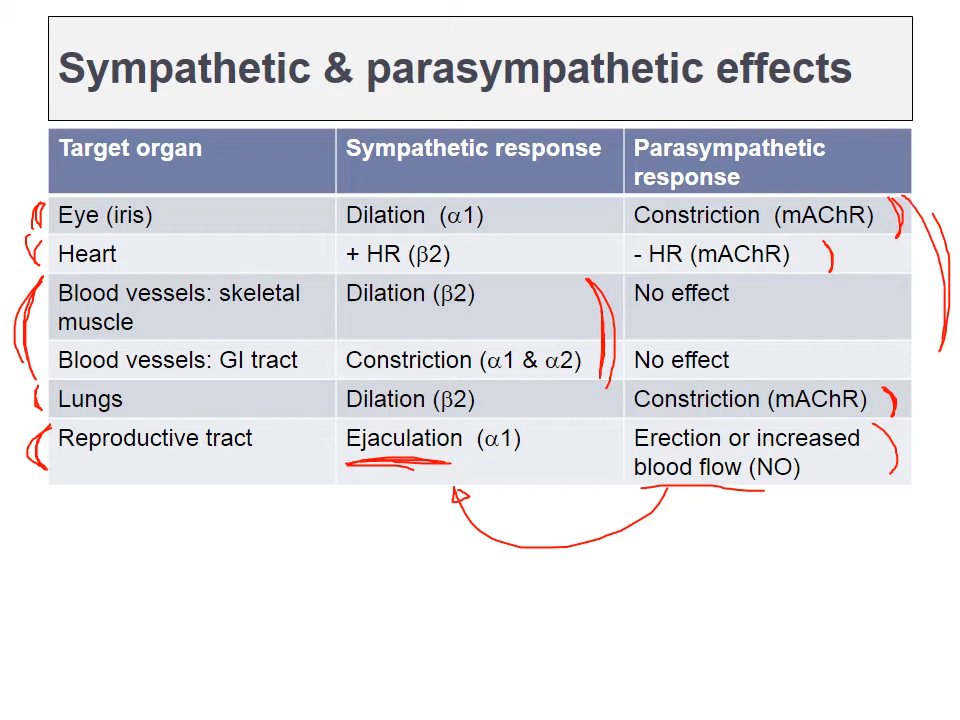 Sympathetic & parasympathetic effects
Target organ
Sympathetic response
Parasympathetic
response
Eye (iris)
Dilation (α1)
Constriction (mAChR)
Heart
+ HR (β2)
- HR (mAChR)
Blood vessels: skeletal
muscle
Dilation (β2)
No effect
Blood vessels: GI tract
Constriction (α1 & α2)
No effect
Lungs
Dilation (β2)
Constriction (mAChR)
Reproductive tract
Ejaculation (α1)
Erection or increased
blood flow (NO)